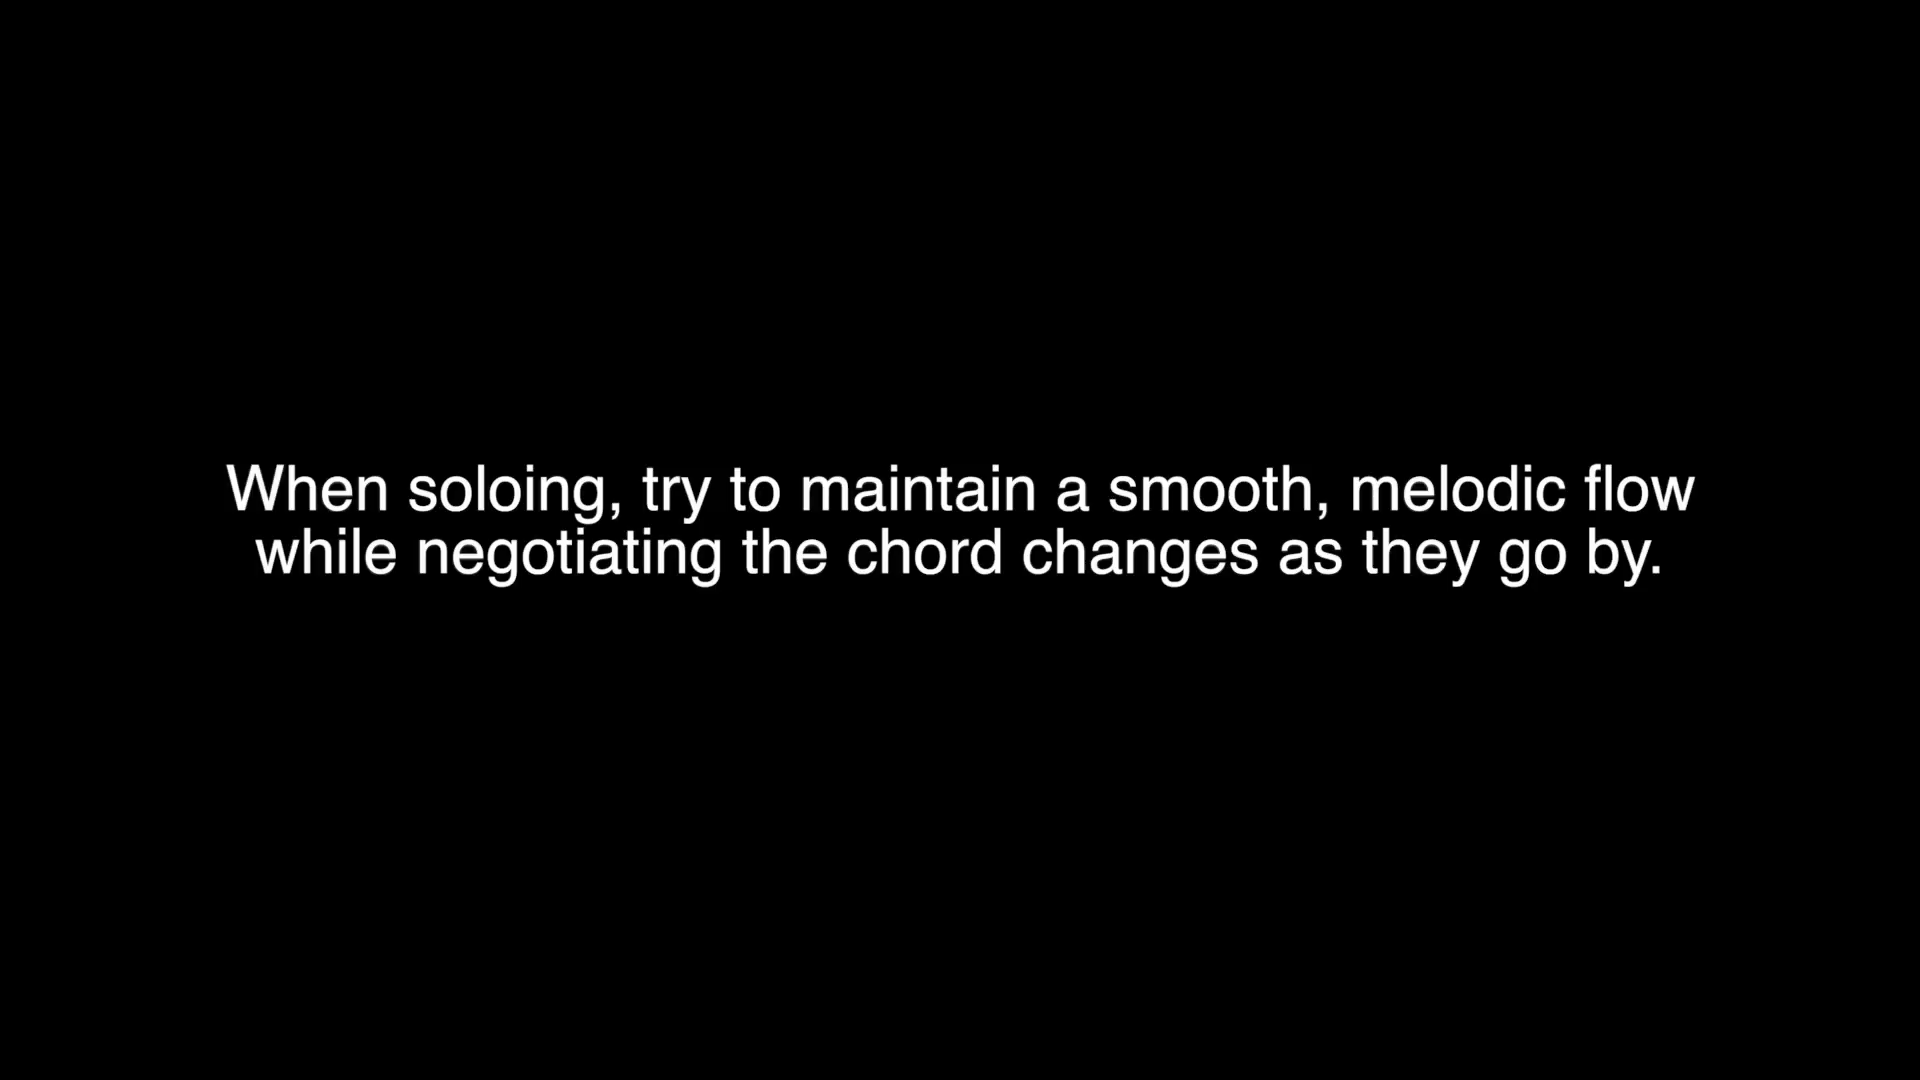 When soloing, try to maintain a smooth, melodic flow
while negotiating the chord changes as they go by.